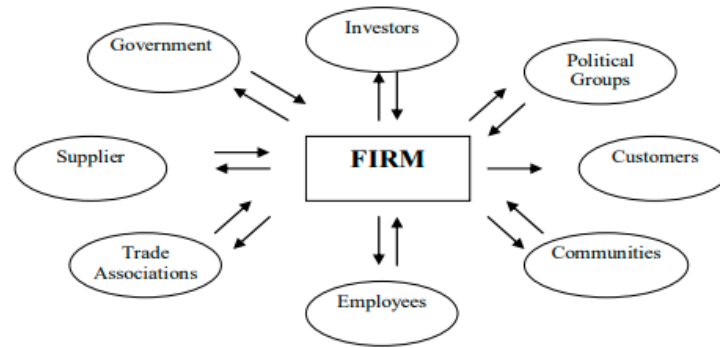 Government
Investors
Political
Groups
Supplier
FIRM
Customers
Trade
Associations
Employees
Communities